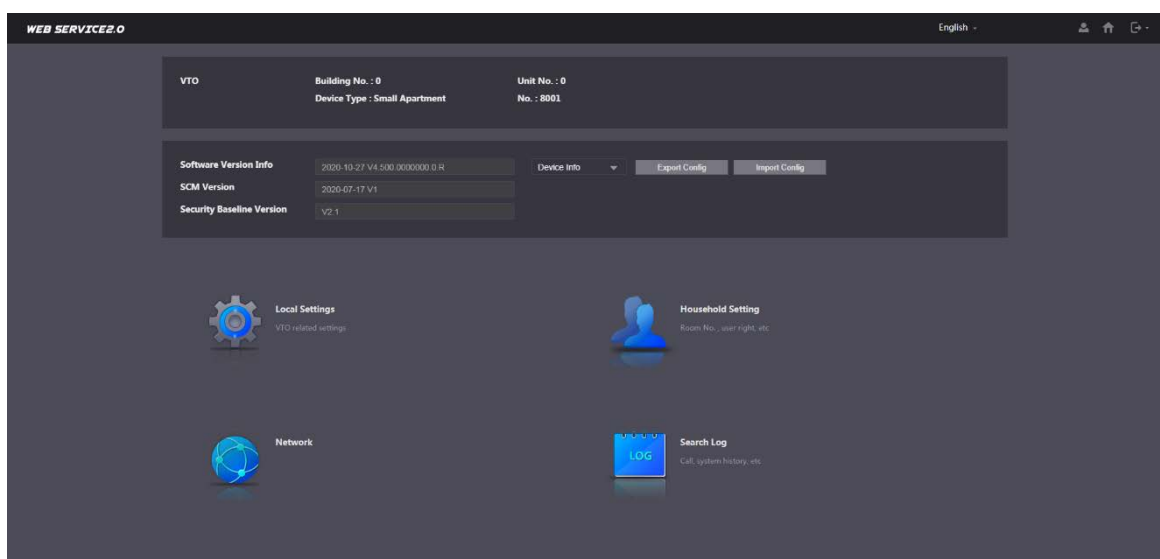 WEB SERVICE2.0 English
VTO Building No. : 0 Unit No. : 0
Device Type : Small Apartment No. : 8001
Software Version Info 2020-10-27 V4.500.0000000.0.R Device Info Export Config Import Config
SCM Version 2020-07-17 V1
Security Baseline Version V2.1
Local Settings Household Setting
VTO related settings Room No., user right, etc
Network Search Log
LOG
Call, system history, ets